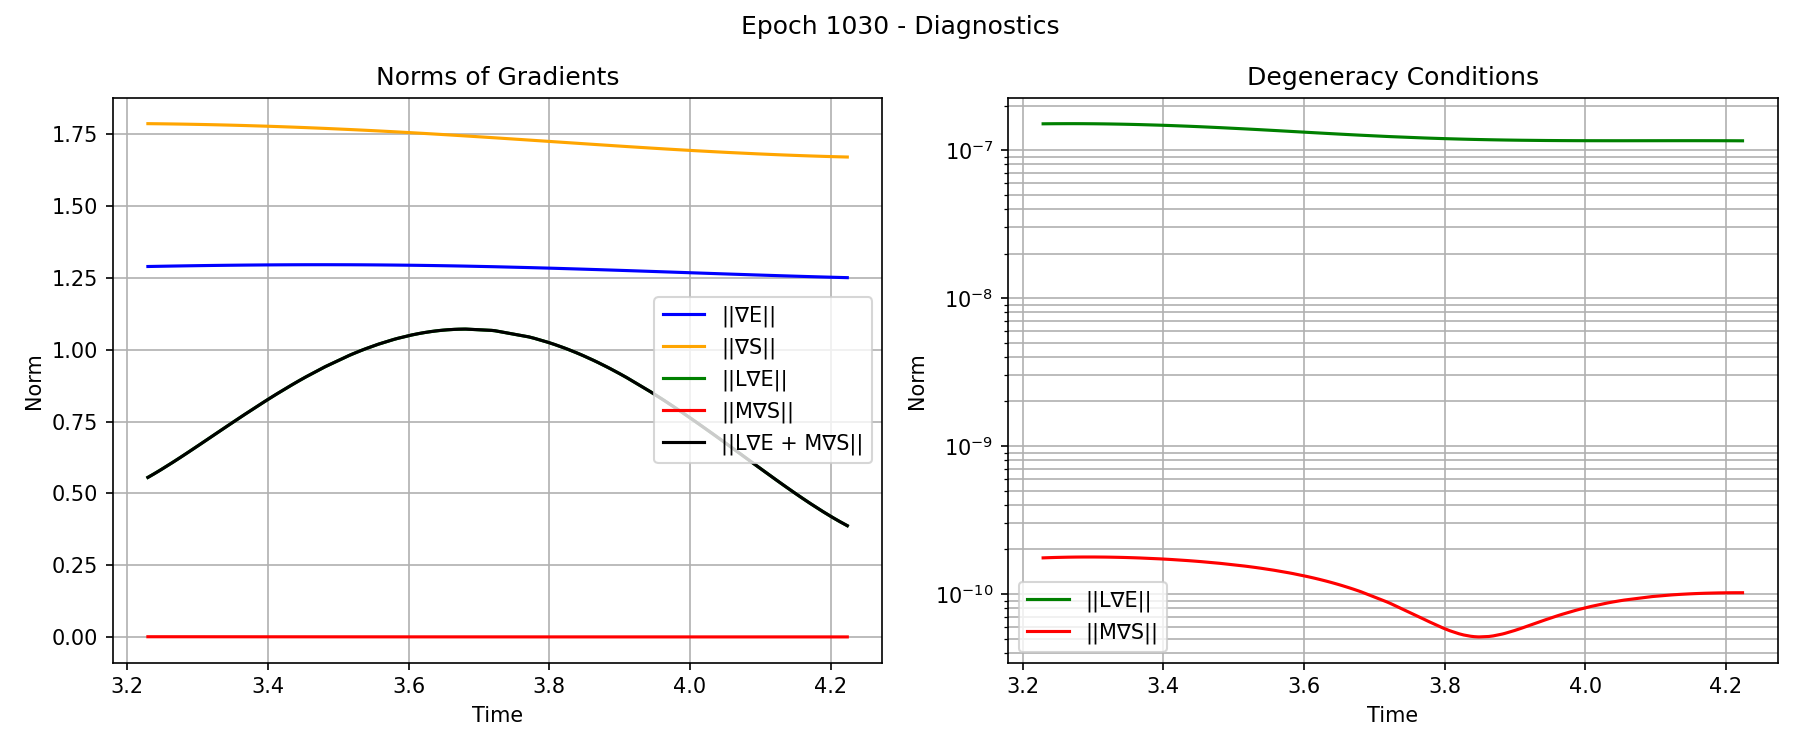 Epoch 1030 - Diagnostics
Norms of Gradients
Norm
1.75
1.50
1.25
1.00
0.75
0.50
0.25
0.00
3.2 3.4 3.6 3.8 4.0 4.2
Time
||∇E||
||∇S||
||L∇E||
||M∇S||
||L∇E + M∇S||
Degeneracy Conditions
Norm
10⁻⁷
10⁻⁸
10⁻⁹
10⁻¹⁰
3.2 3.4 3.6 3.8 4.0 4.2
Time
||L∇E||
||M∇S||